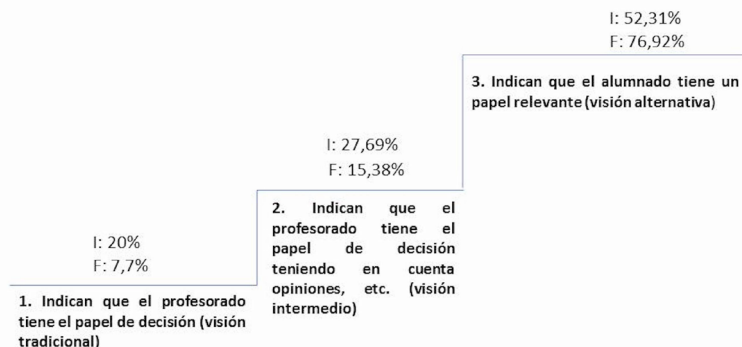 I: 52,31%
F: 76,92%
3. Indican que el alumnado tiene un
papel relevante (visión alternativa)
I: 27,69%
F: 15,38%
2. Indican que el
profesorado tiene el
papel de decisión
teniendo en cuenta
opiniones, etc. (visión
intermedio)
I: 20%
F: 7,7%
1. Indican que el profesorado
tiene el papel de decisión (visión
tradicional)